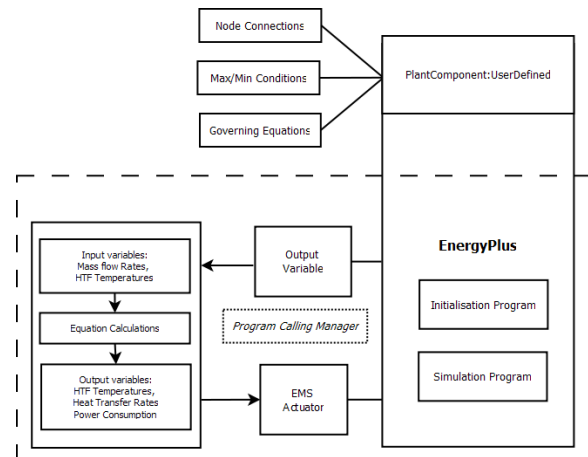 Node Connections
Max/Min Conditions
Governing Equations
PlantComponent:UserDefined
Input variables:
Mass flow Rates,
HTF Temperatures
Equation Calculations
Output variables:
HTF Temperatures,
Heat Transfer Rates
Power Consumption
Output
Variable
Program Calling Manager
EMS
Actuator
EnergyPlus
Initialisation Program
Simulation Program